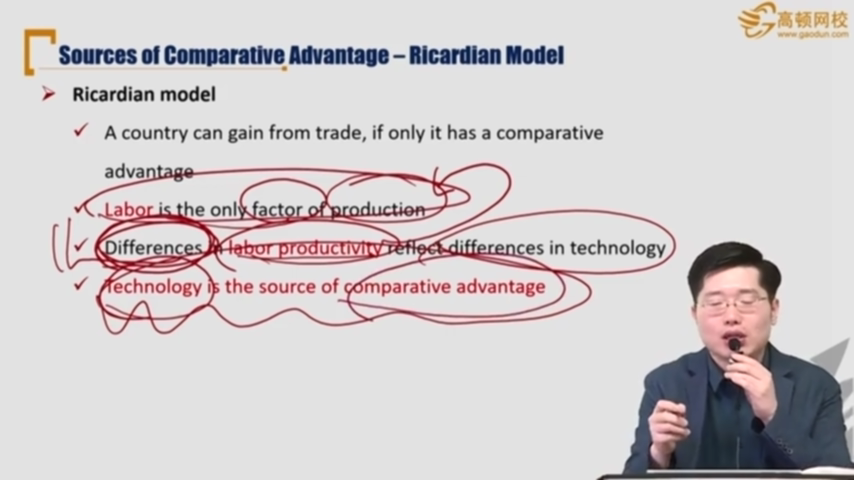 高顿网校
www.gaodun.com
Sources of Comparative Advantage – Ricardian Model
Ricardian model
A country can gain from trade, if only it has a comparative
advantage
Labor is the only factor of production
Differences in labor productivity reflect differences in technology
Technology is the source of comparative advantage